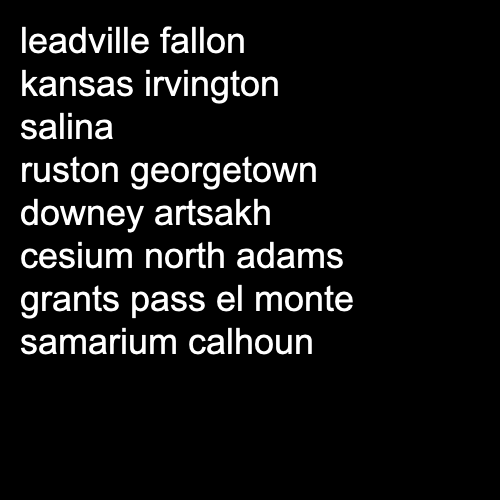 leadville fallon
kansas irvington
salina
ruston georgetown
downey artsakh
cesium north adams
grants pass el monte
samarium calhoun